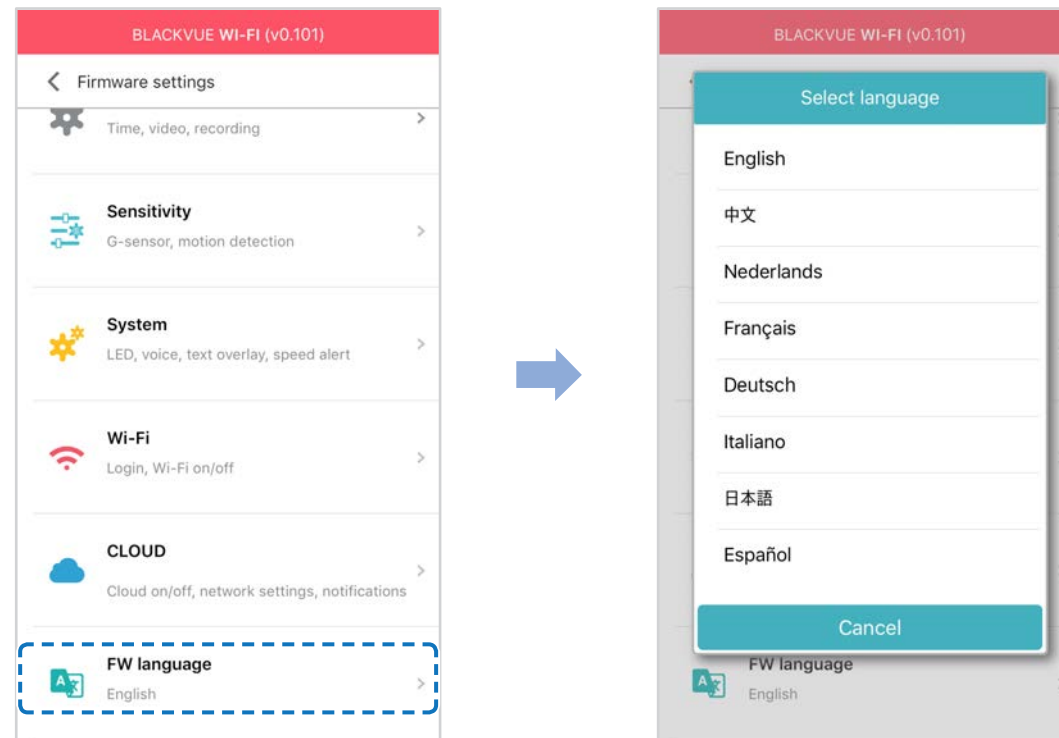 BLACKVUE WI-FI (v0.101)
Firmware settings
Time, video, recording
Sensitivity
G-sensor, motion detection
System
LED, voice, text overlay, speed alert
Wi-Fi
Login, Wi-Fi on/off
CLOUD
Cloud on/off, network settings, notifications
FW language
English
BLACKVUE WI-FI (v0.101)
Select language
English
中文
Nederlands
Français
Deutsch
Italiano
日本語
Español
Cancel
FW language
English